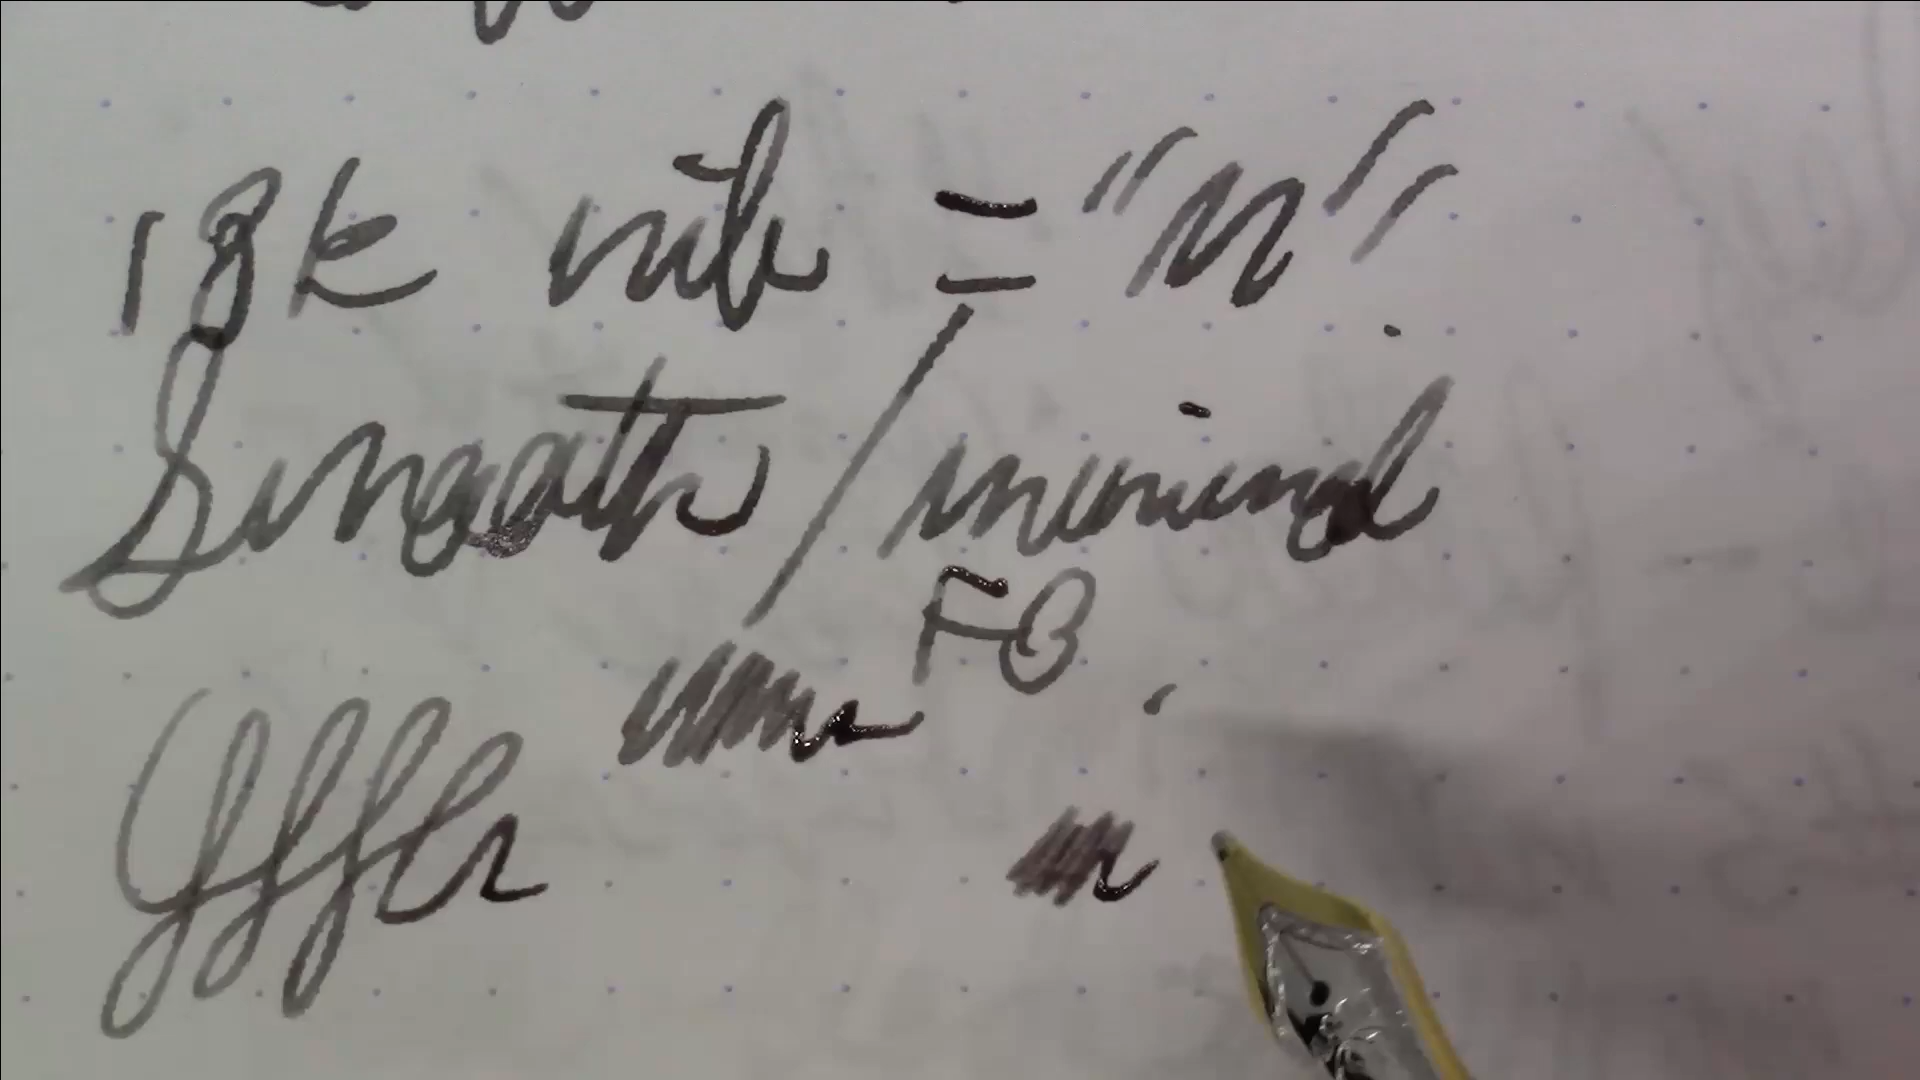 18k nib = "M"
Smooth / minimal
FB